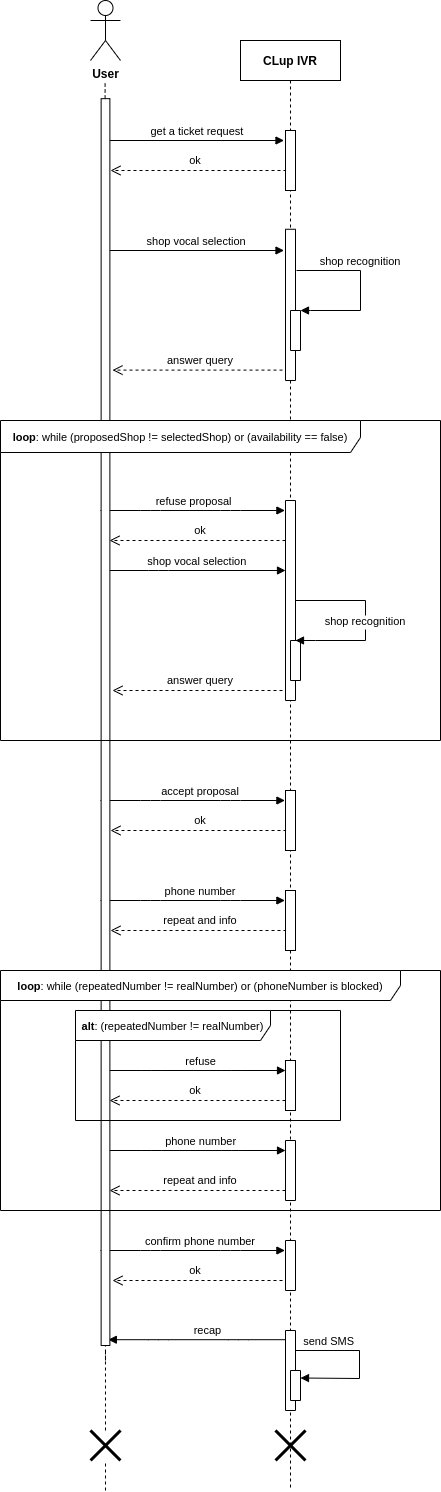 User
CLup IVR
get a ticket request
ok
shop vocal selection
shop recognition
answer query
loop: while (proposedShop != selectedShop) or (availability == false)
refuse proposal
ok
shop vocal selection
shop recognition
answer query
accept proposal
ok
phone number
repeat and info
loop: while (repeatedNumber != realNumber) or (phoneNumber is blocked)
alt: (repeatedNumber != realNumber)
refuse
ok
phone number
repeat and info
confirm phone number
ok
recap
send SMS